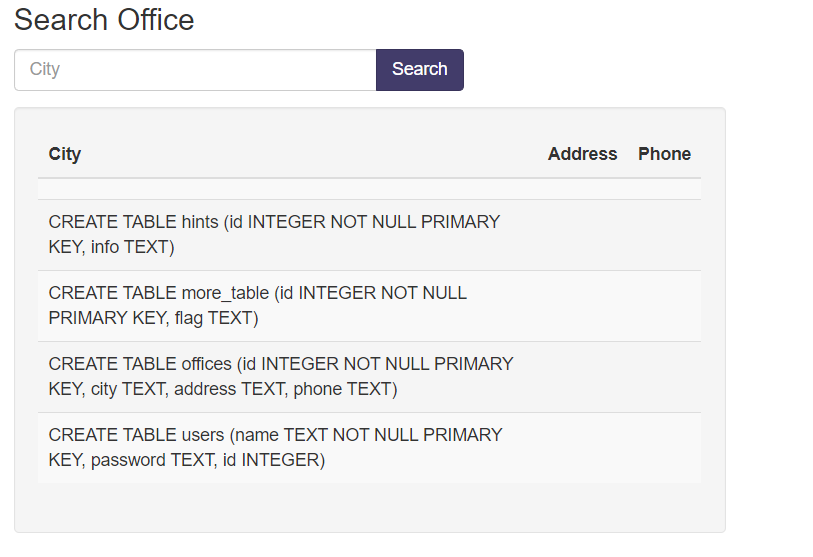 Search Office
City
Search
City Address Phone
CREATE TABLE hints (id INTEGER NOT NULL PRIMARY
KEY, info TEXT)
CREATE TABLE more_table (id INTEGER NOT NULL
PRIMARY KEY, flag TEXT)
CREATE TABLE offices (id INTEGER NOT NULL PRIMARY
KEY, city TEXT, address TEXT, phone TEXT)
CREATE TABLE users (name TEXT NOT NULL PRIMARY
KEY, password TEXT, id INTEGER)